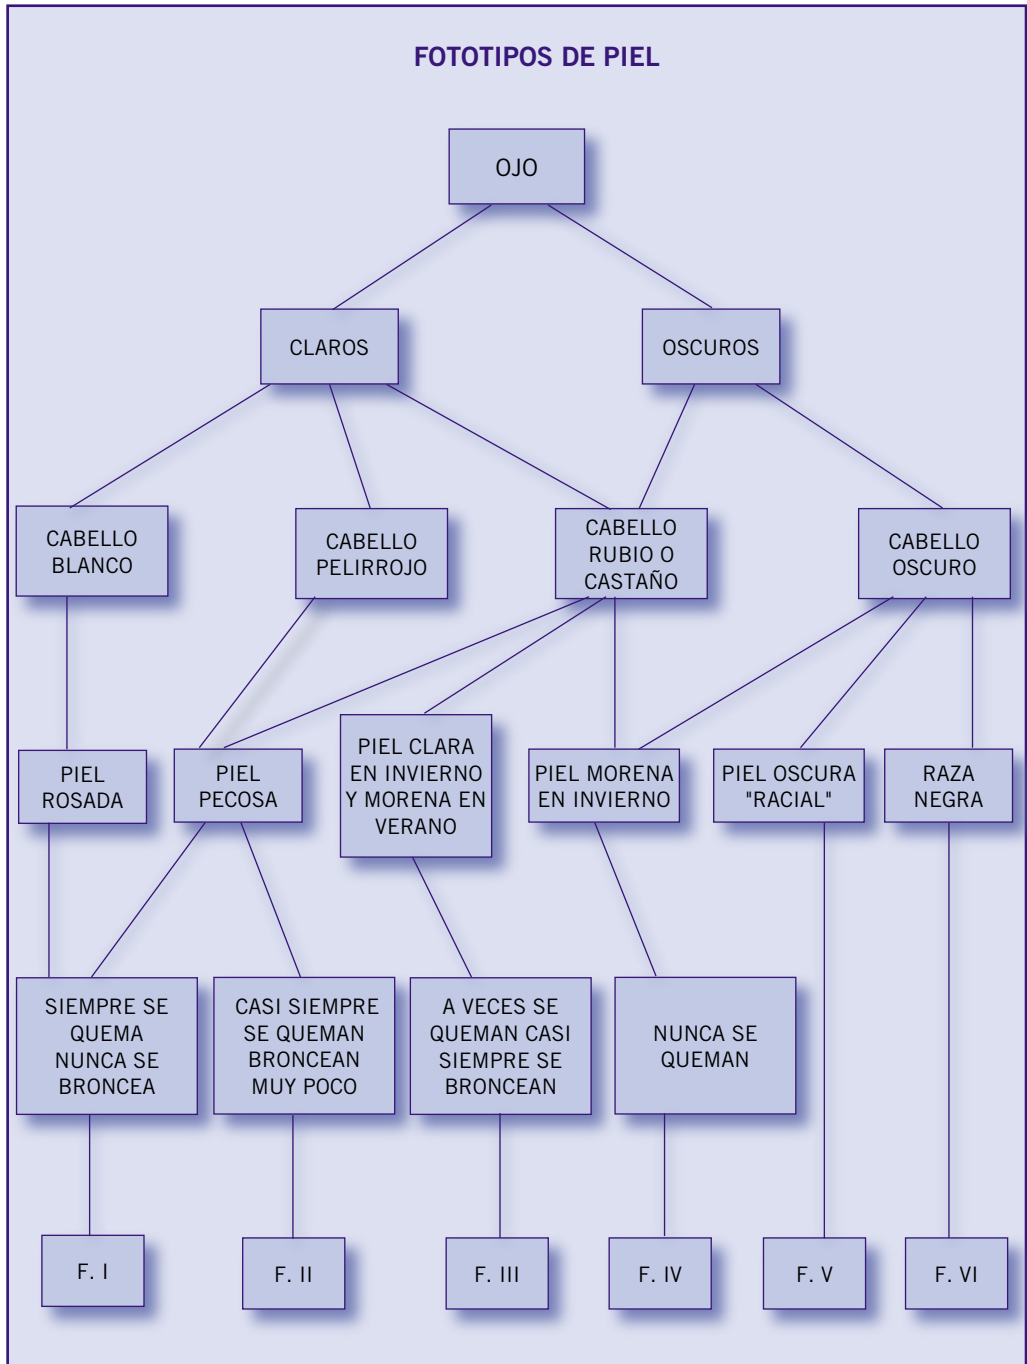 FOTOTIPOS DE PIEL
OJO
CLAROS
OSCUROS
CABELLO
BLANCO
CABELLO
PELIRROJO
CABELLO
RUBIO O
CASTAÑO
CABELLO
OSCURO
PIEL
ROSADA
PIEL
PECOSA
PIEL CLARA
EN INVIERNO
Y MORENA EN
VERANO
PIEL MORENA
EN INVIERNO
PIEL OSCURA
"RACIAL"
RAZA
NEGRA
SIEMPRE SE
QUEMA
NUNCA SE
BRONCEA
CASI SIEMPRE
SE QUEMAN
BRONCEAN
MUY POCO
A VECES SE
QUEMAN CASI
SIEMPRE SE
BRONCEAN
NUNCA SE
QUEMAN
F. I
F. II
F. III
F. IV
F. V
F. VI